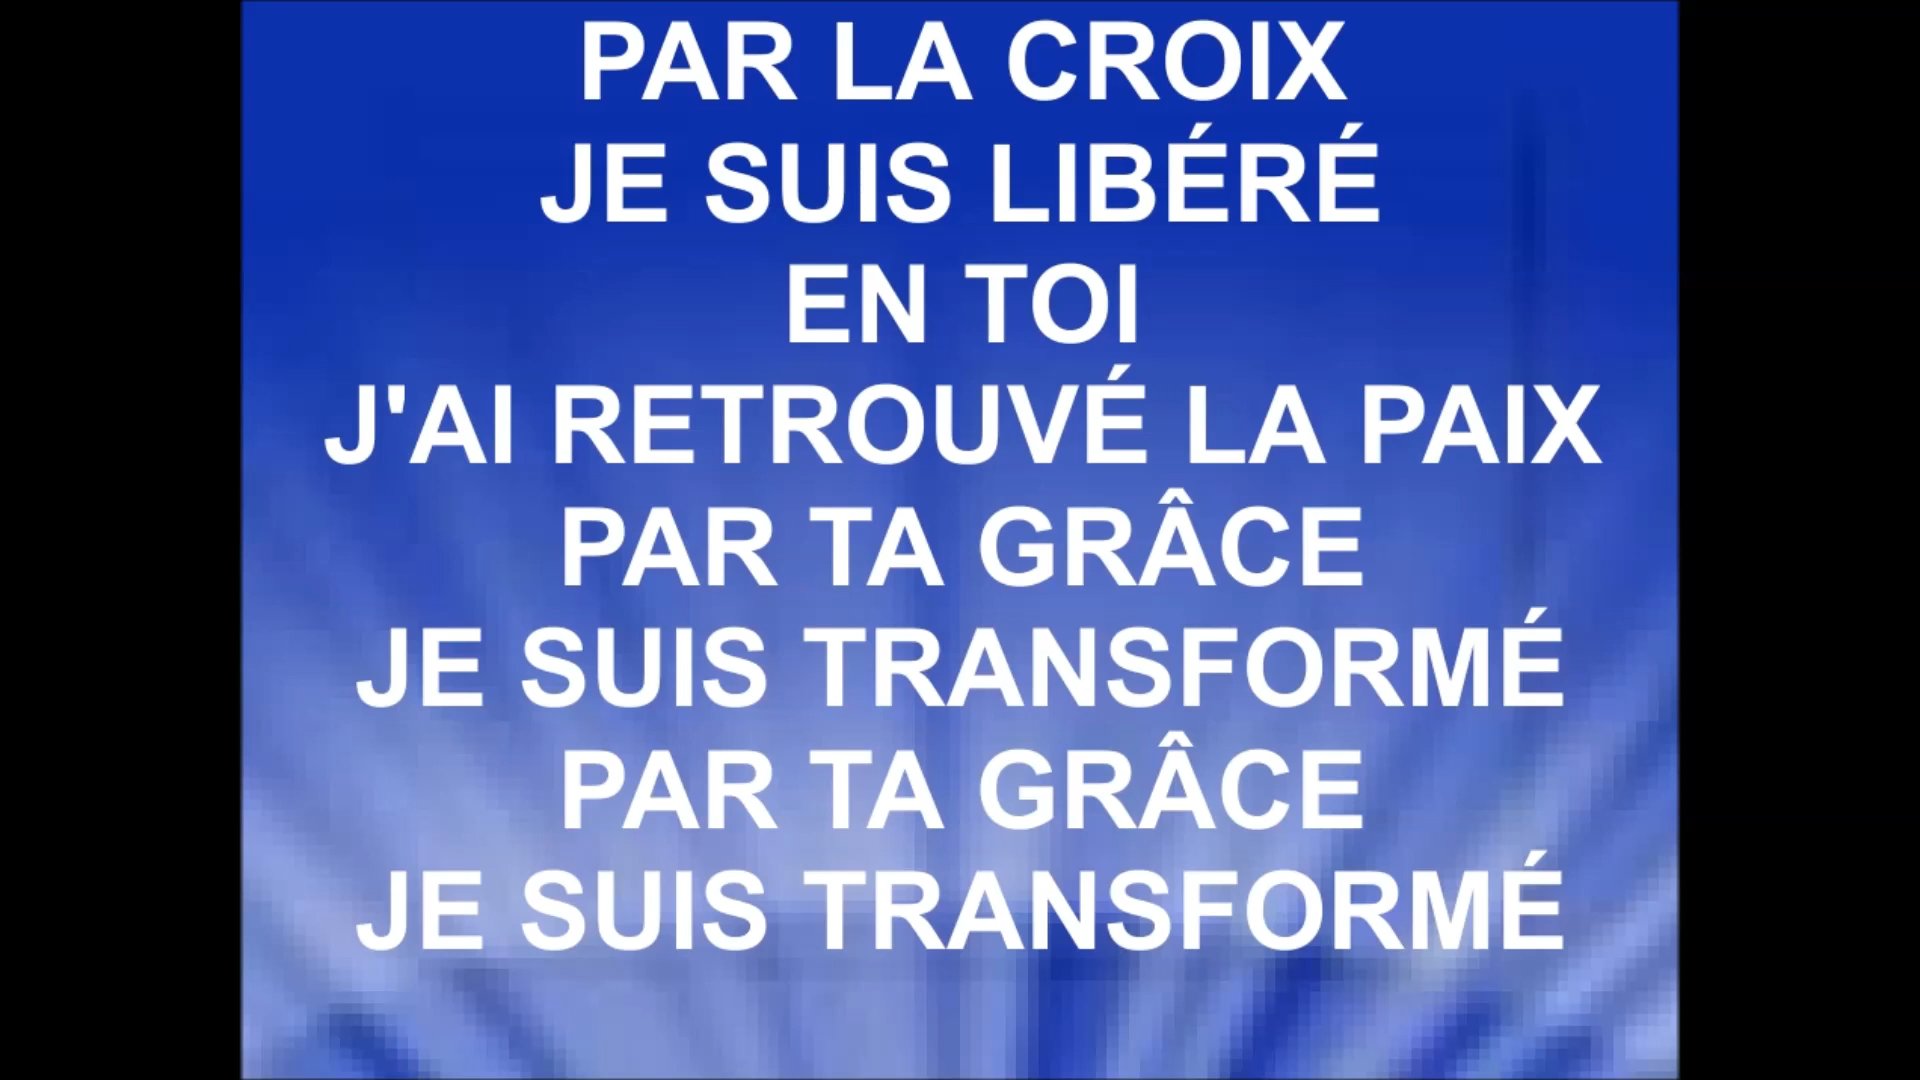 PAR LA CROIX
JE SUIS LIBÉRÉ
EN TOI
J'AI RETROUVÉ LA PAIX
PAR TA GRÂCE
JE SUIS TRANSFORMÉ
PAR TA GRÂCE
JE SUIS TRANSFORMÉ